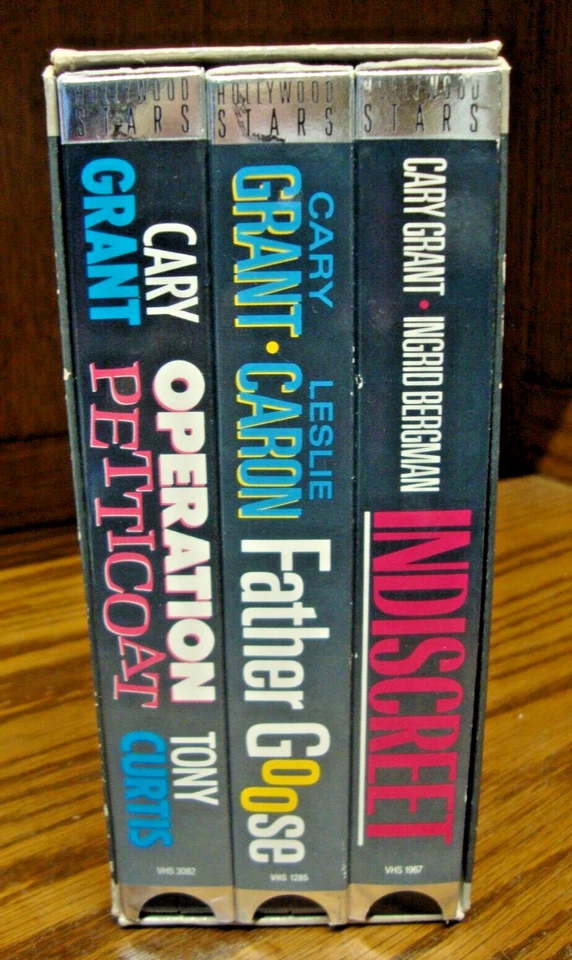 HOLLYWOOD
STARS
CARY
GRANT
OPERATION
PETTICOAT
TONY
CURTIS
VHS 3082
HOLLYWOOD
STARS
CARY LESLIE
GRANT • CARON
Father Goose
VHS 1285
HOLLYWOOD
STARS
CARY GRANT • INGRID BERGMAN
INDISCREET
VHS 1967